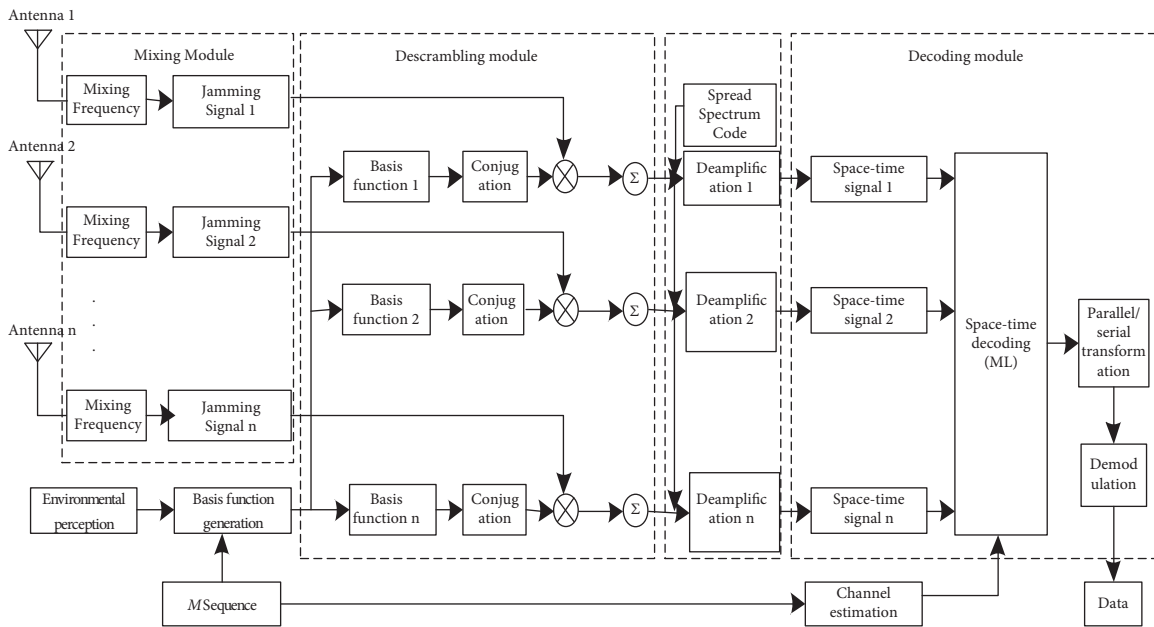 Antenna 1
Mixing Module
Descrambling module
Decoding module
Mixing
Frequency
Jamming
Signal 1
Spread
Spectrum
Code
Antenna 2
Basis
function 1
Conjug
ation
Σ
Deamplific
ation 1
Space-time
signal 1
Mixing
Frequency
Jamming
Signal 2
Basis
function 2
Conjug
ation
Σ
Deamplific
ation 2
Space-time
signal 2
Space-time
decoding
(ML)
Parallel/
serial
transform
ation
Antenna n
Mixing
Frequency
Jamming
Signal n
Environmental
perception
Basis function
generation
Basis
function n
Conjug
ation
Σ
Deamplific
ation n
Space-time
signal n
Demod
ulation
M Sequence
Channel
estimation
Data